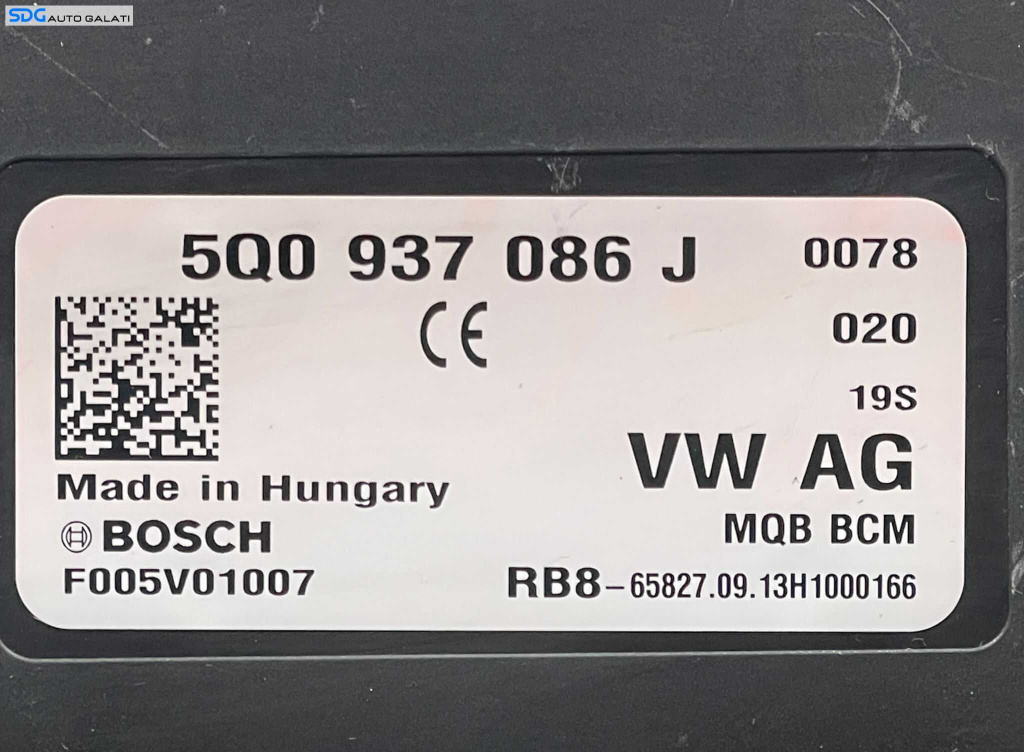 SDG AUTO GALATI
5Q0 937 086 J 0078
CE 020
19S
VW AG
Made in Hungary
BOSCH MQB BCM
F005V01007 RB8-65827.09.13H1000166